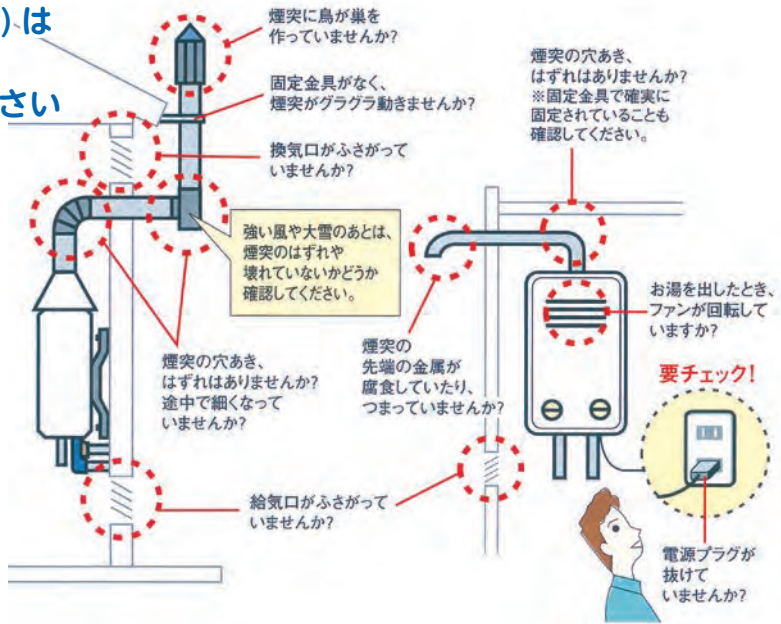 )は
さい
煙突に鳥が巣を
作っていませんか?
固定金具がなく、
煙突がグラグラ動きませんか?
換気口がふさがって
いませんか?
強い風や大雪のあとは、
煙突のはずれや
壊れていないかどうか
確認してください。
煙突の穴あき、
はずれはありませんか?
途中で細くなって
いませんか?
給気口がふさがって
いませんか?
煙突の穴あき、
はずれはありませんか?
※固定金具で確実に
固定されていることも
確認してください。
煙突の
先端の金属が
腐食していたり、
つまっていませんか?
お湯を出したとき、
ファンが回転して
いますか?
要チェック!
電源プラグが
抜けて
いませんか?